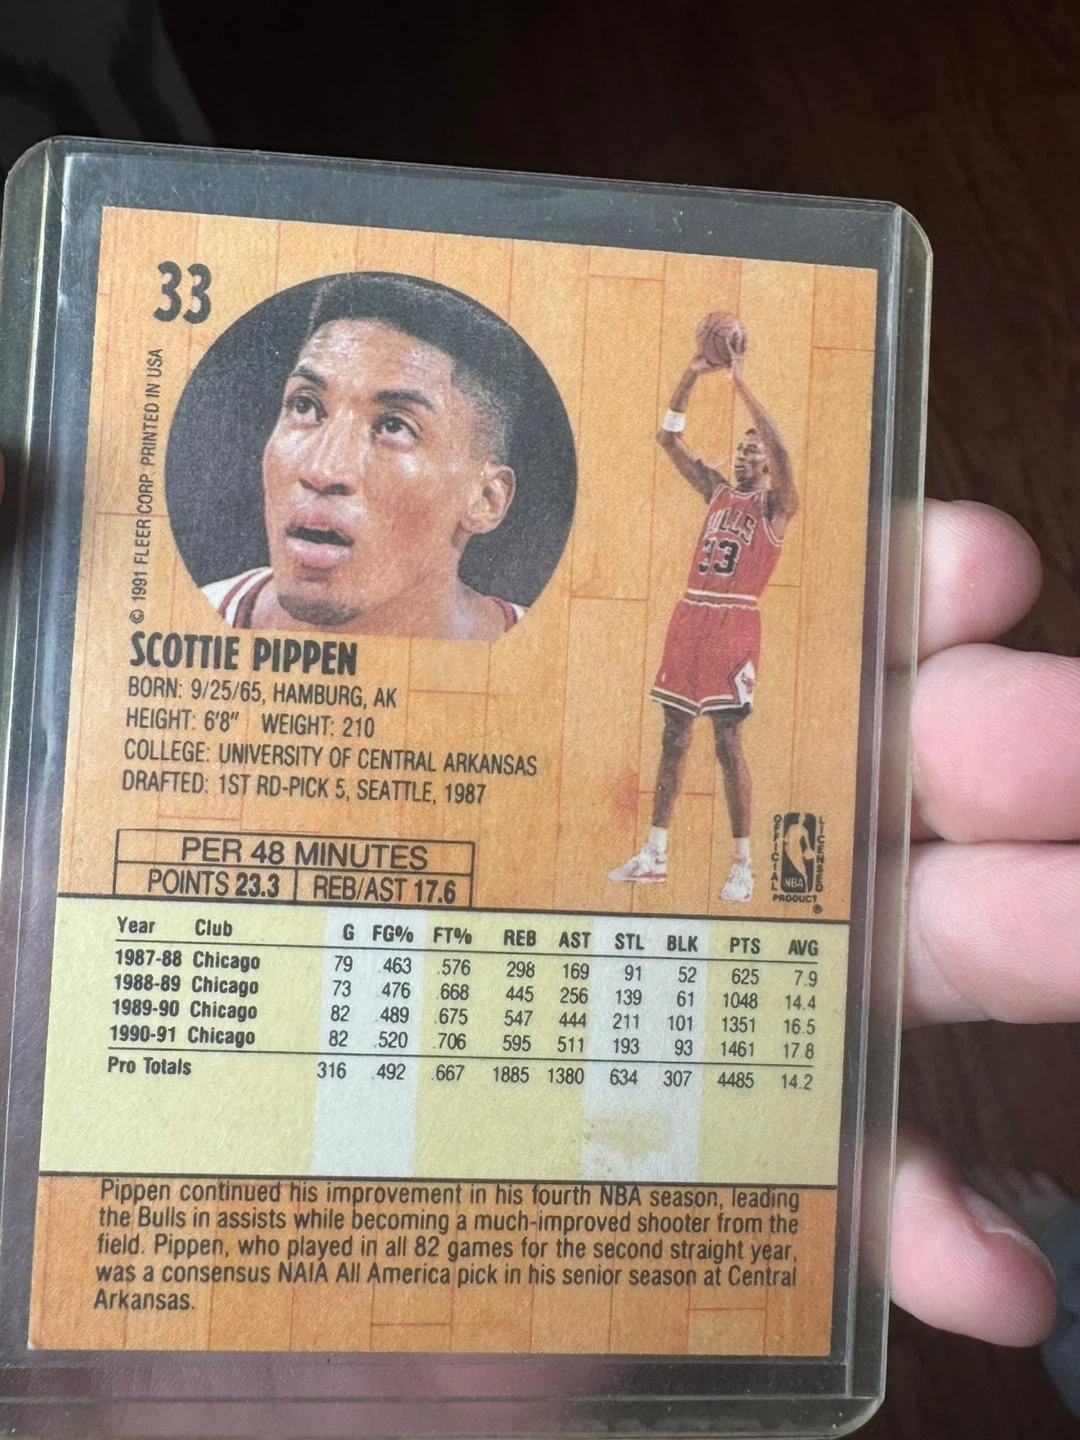 33
© 1991 FLEER CORP PRINTED IN USA
BULLS
33
SCOTTIE PIPPEN
BORN: 9/25/65, HAMBURG, AK
HEIGHT: 6'8" WEIGHT: 210
COLLEGE: UNIVERSITY OF CENTRAL ARKANSAS
DRAFTED: 1ST RD-PICK 5, SEATTLE, 1987
OFFICIAL LICENSED
NBA
PRODUCT ®
PER 48 MINUTES
POINTS 23.3 REB/AST 17.6
Year Club G FG% FT% REB AST STL BLK PTS AVG
1987-88 Chicago 79 .463 .576 298 169 91 52 625 7.9
1988-89 Chicago 73 .476 .668 445 256 139 61 1048 14.4
1989-90 Chicago 82 .489 .675 547 444 211 101 1351 16.5
1990-91 Chicago 82 .520 .706 595 511 193 93 1461 17.8
Pro Totals 316 .492 .667 1885 1380 634 307 4485 14.2
Pippen continued his improvement in his fourth NBA season, leading
the Bulls in assists while becoming a much-improved shooter from the
field. Pippen, who played in all 82 games for the second straight year,
was a consensus NAIA All America pick in his senior season at Central
Arkansas.